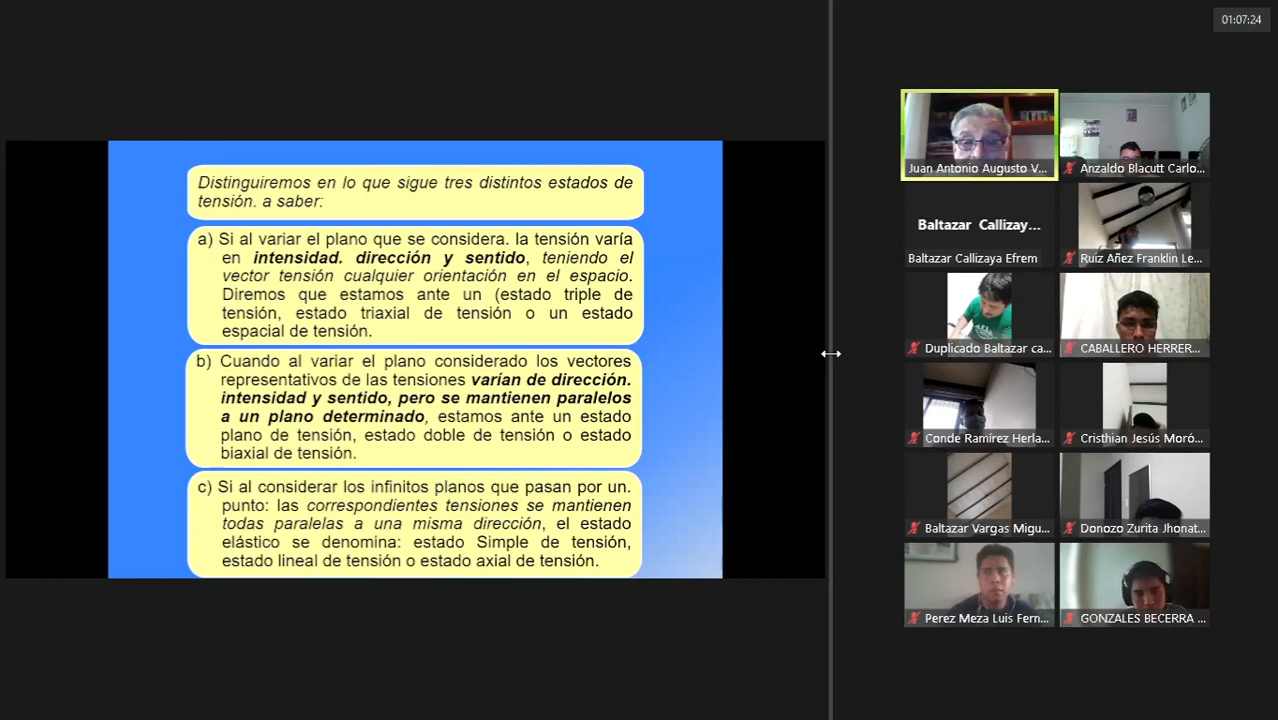 01:07:24
Distinguiremos en lo que sigue tres distintos estados de
tensión. a saber:
a) Si al variar el plano que se considera. la tensión varía
en intensidad. dirección y sentido, teniendo el
vector tensión cualquier orientación en el espacio.
Diremos que estamos ante un (estado triple de
tensión, estado triaxial de tensión o un estado
espacial de tensión.
b) Cuando al variar el plano considerado los vectores
representativos de las tensiones varían de dirección.
intensidad y sentido, pero se mantienen paralelos
a un plano determinado, estamos ante un estado
plano de tensión, estado doble de tensión o estado
biaxial de tensión.
c) Si al considerar los infinitos planos que pasan por un.
punto: las correspondientes tensiones se mantienen
todas paralelas a una misma dirección, el estado
elástico se denomina: estado Simple de tensión,
estado lineal de tensión o estado axial de tensión.
Juan Antonio Augusto V...
Anzaldo Blacutt Carlo...
Baltazar Callizay...
Baltazar Callizaya Efrem
Ruiz Añez Franklin Le...
Duplicado Baltazar ca...
CABALLERO HERRER...
Conde Ramírez Herla...
Cristhian Jesús Moró...
Baltazar Vargas Migu...
Donozo Zurita Jhonat...
Perez Meza Luis Fern...
GONZALES BECERRA ...